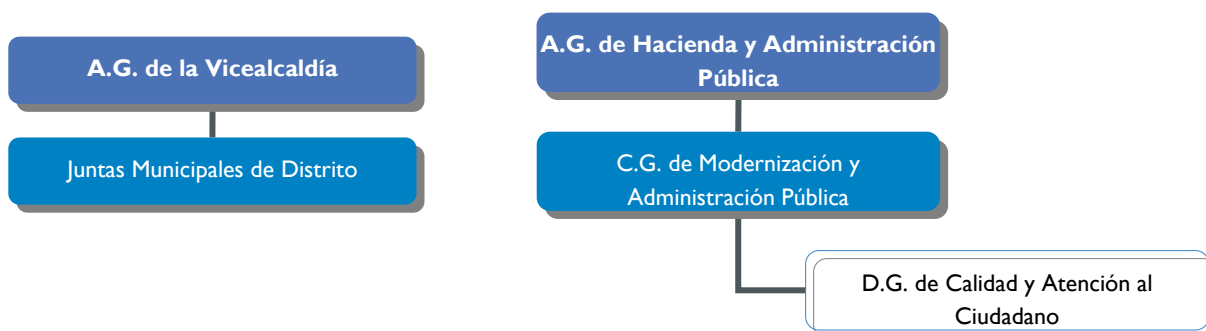 A.G. de la Vicealcaldía
Juntas Municipales de Distrito
A.G. de Hacienda y Administración
Pública
C.G. de Modernización y
Administración Pública
D.G. de Calidad y Atención al
Ciudadano